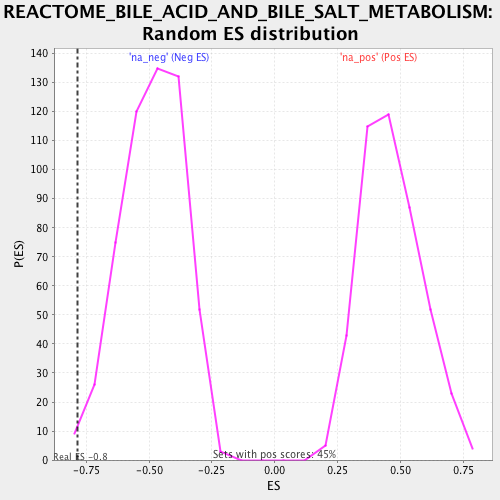 REACTOME_BILE_ACID_AND_BILE_SALT_METABOLISM:
Random ES distribution
'na_neg' (Neg ES)
'na_pos' (Pos ES)
140
130
120
110
100
90
80
70
60
50
40
30
20
10
0
P(ES)
Real ES -0.8
Sets with pos scores: 45%
-0.75 -0.50 -0.25 0.00 0.25 0.50 0.75
ES